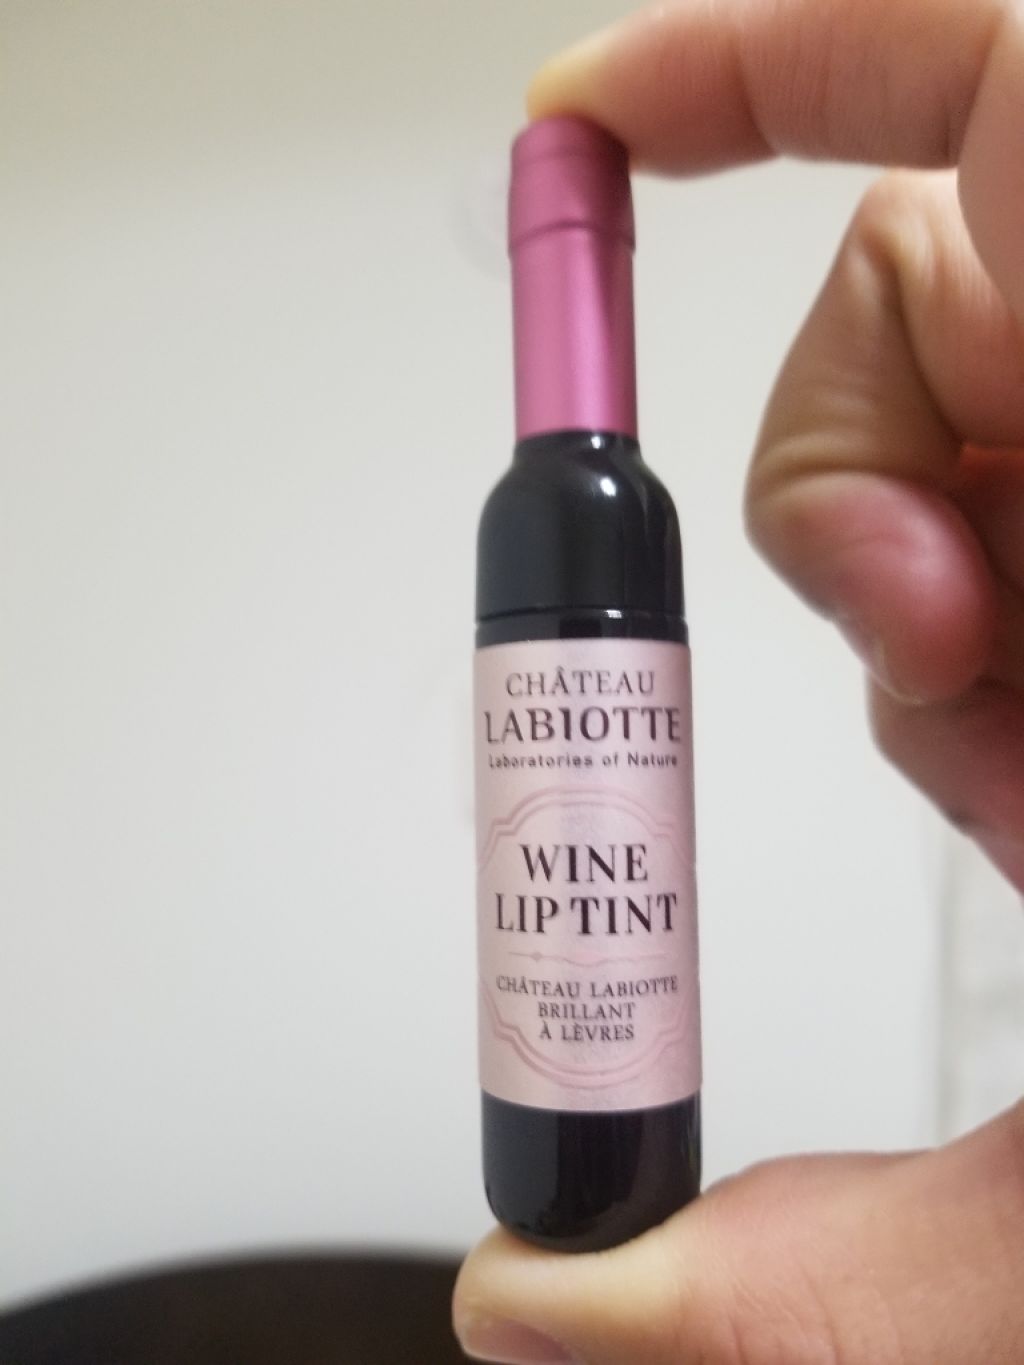 CHÂTEAU
LABIOTTE
Laboratories of Nature
WINE
LIP TINT
CHÂTEAU LABIOTTE
BRILLANT
À LÈVRES